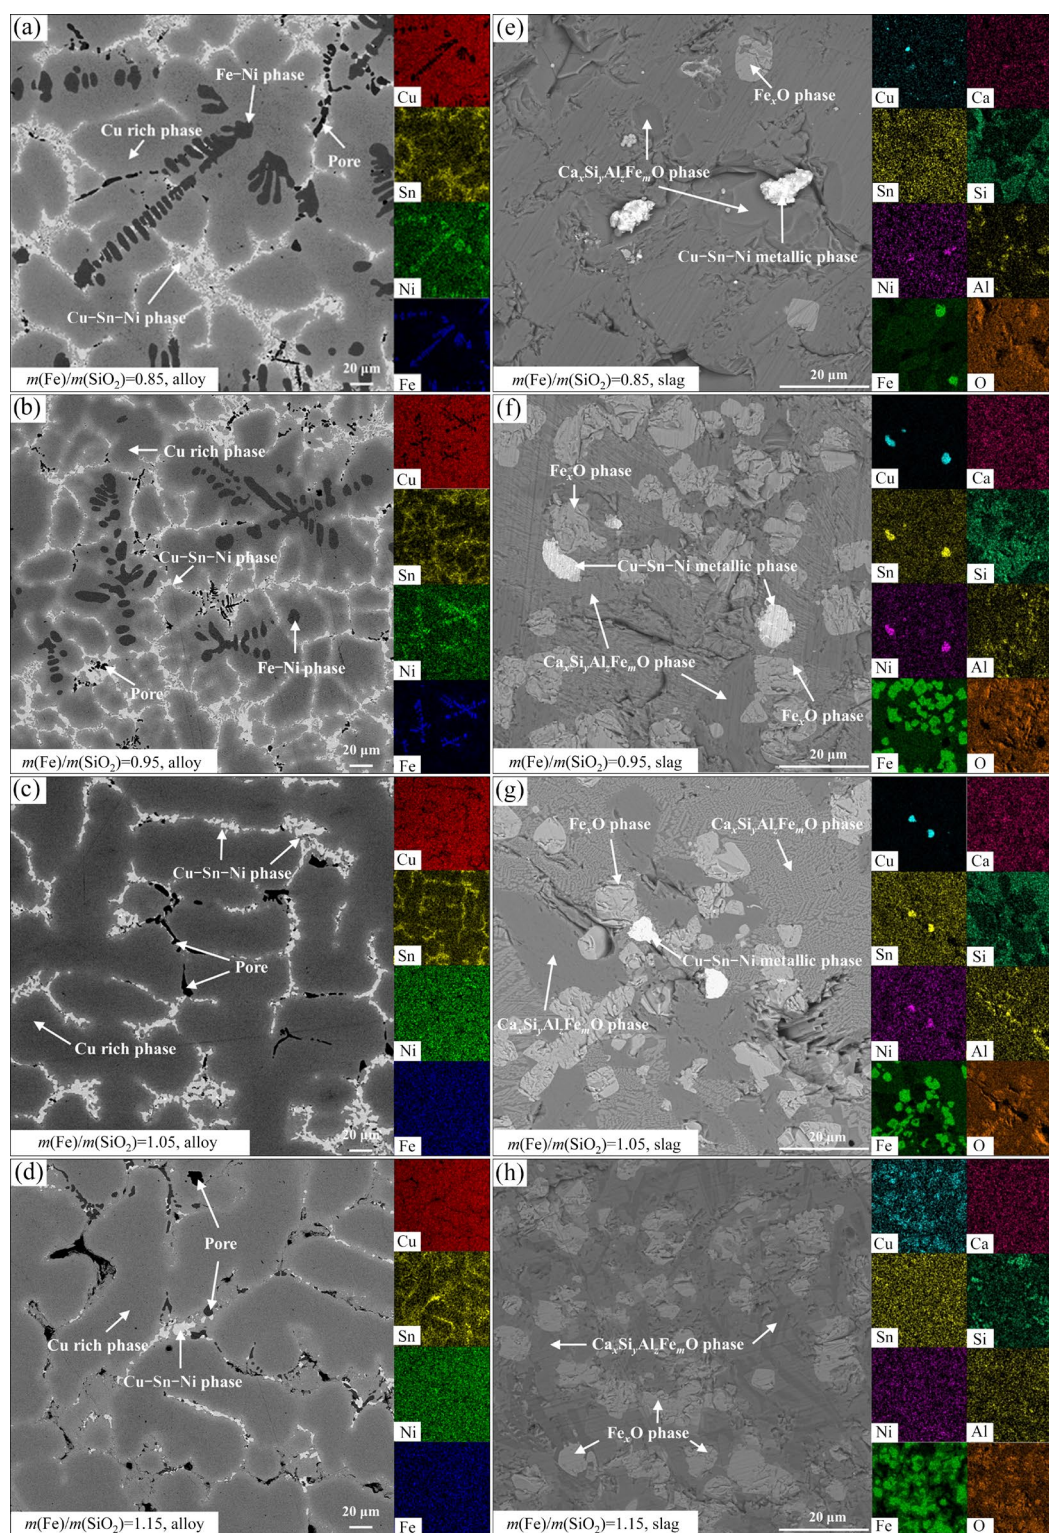 (a)
Fe−Ni phase
Cu rich phase
Pore
Cu−Sn−Ni phase
m(Fe)/m(SiO₂)=0.85, alloy
20 μm
Cu
Sn
Ni
Fe
(e)
FeₓO phase
CaₓSiᵧAl_zFeₘO phase
Cu−Sn−Ni metallic phase
m(Fe)/m(SiO₂)=0.85, slag
20 μm
Cu
Ca
Sn
Si
Ni
Al
Fe
O
(b)
Cu rich phase
Cu−Sn−Ni phase
Fe−Ni phase
Pore
m(Fe)/m(SiO₂)=0.95, alloy
20 μm
Cu
Sn
Ni
Fe
(f)
FeₓO phase
Cu−Sn−Ni metallic phase
CaₓSiᵧAl_zFeₘO phase
FeₓO phase
m(Fe)/m(SiO₂)=0.95, slag
20 μm
Cu
Ca
Sn
Si
Ni
Al
Fe
O
(c)
Cu−Sn−Ni phase
Pore
Cu rich phase
m(Fe)/m(SiO₂)=1.05, alloy
20 μm
Cu
Sn
Ni
Fe
(g)
CaₓSiᵧAl_zFeₘO phase
FeₓO phase
Cu−Sn−Ni metallic phase
CaₓSiᵧAl_zFeₘO phase
m(Fe)/m(SiO₂)=1.05, slag
20 μm
Cu
Ca
Sn
Si
Ni
Al
Fe
O
(d)
Pore
Cu rich phase
Cu−Sn−Ni phase
m(Fe)/m(SiO₂)=1.15, alloy
20 μm
Cu
Sn
Ni
Fe
(h)
CaₓSiᵧAl_zFeₘO phase
FeₓO phase
m(Fe)/m(SiO₂)=1.15, slag
20 μm
Cu
Ca
Sn
Si
Ni
Al
Fe
O